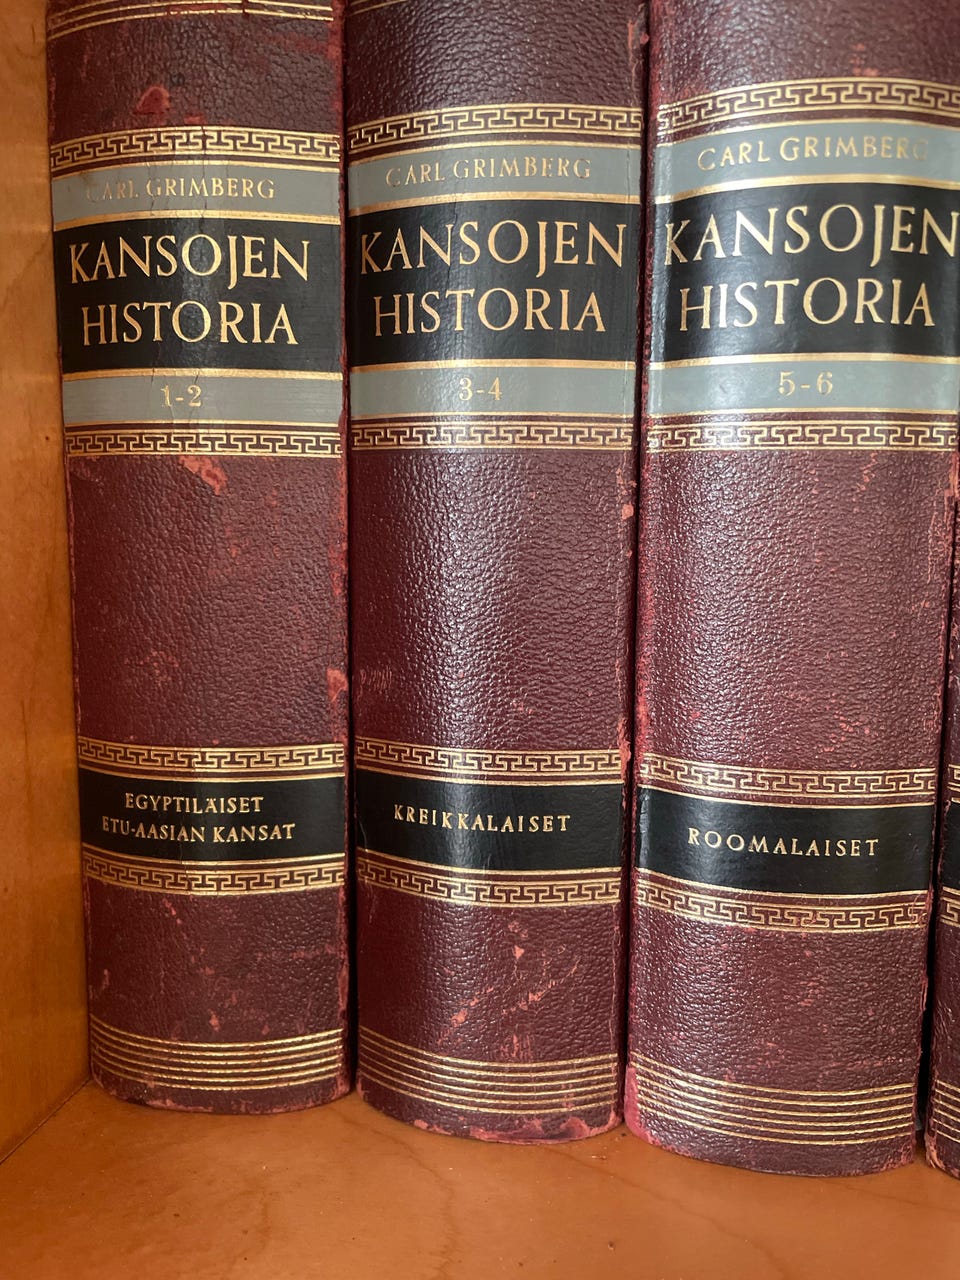 CARL GRIMBERG
KANSOJEN
HISTORIA
1-2
EGYPTILÄISET
ETU-AASIAN KANSAT
CARL GRIMBERG
KANSOJEN
HISTORIA
3-4
KREIKKALAISET
CARL GRIMBERG
KANSOJEN
HISTORIA
5-6
ROOMALAISET